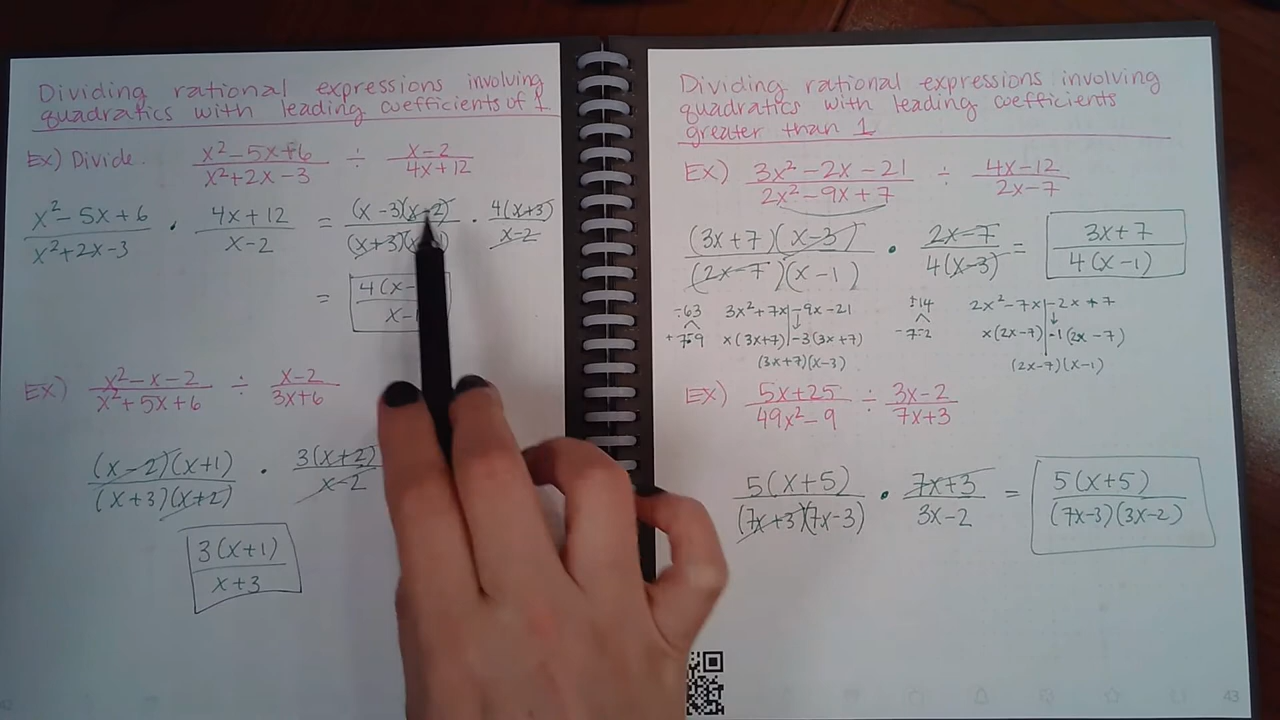 Dividing rational expressions involving
quadratics with leading coefficients of 1
Ex) Divide. x²-5x+6 / x²+2x-3 ÷ x-2 / 4x+12
x²-5x+6 / x²+2x-3 · 4x+12 / x-2 = (x-3)(x-2) / (x+3)(x · 4(x+3) / x-2
= 4(x- / x-
Ex) x²-x-2 / x²+5x+6 ÷ x-2 / 3x+6
(x-2)(x+1) / (x+3)(x+2) · 3(x+2) / x-2
3(x+1) / x+3
Dividing rational expressions involving
quadratics with leading coefficients
greater than 1
Ex) 3x²-2x-21 / 2x²-9x+7 ÷ 4x-12 / 2x-7
(3x+7)(x-3) / (2x-7)(x-1) · 2x-7 / 4(x-3) = 3x+7 / 4(x-1)
-63 3x²+7x|-9x-21 14 2x²-7x|-2x+7
+7-9 x(3x+7)|-3(3x+7) -7-2 x(2x-7)|-1(2x-7)
(3x+7)(x-3) (2x-7)(x-1)
Ex) 5x+25 / 49x²-9 ÷ 3x-2 / 7x+3
5(x+5) / (7x+3)(7x-3) · 7x+3 / 3x-2 = 5(x+5) / (7x-3)(3x-2)
43